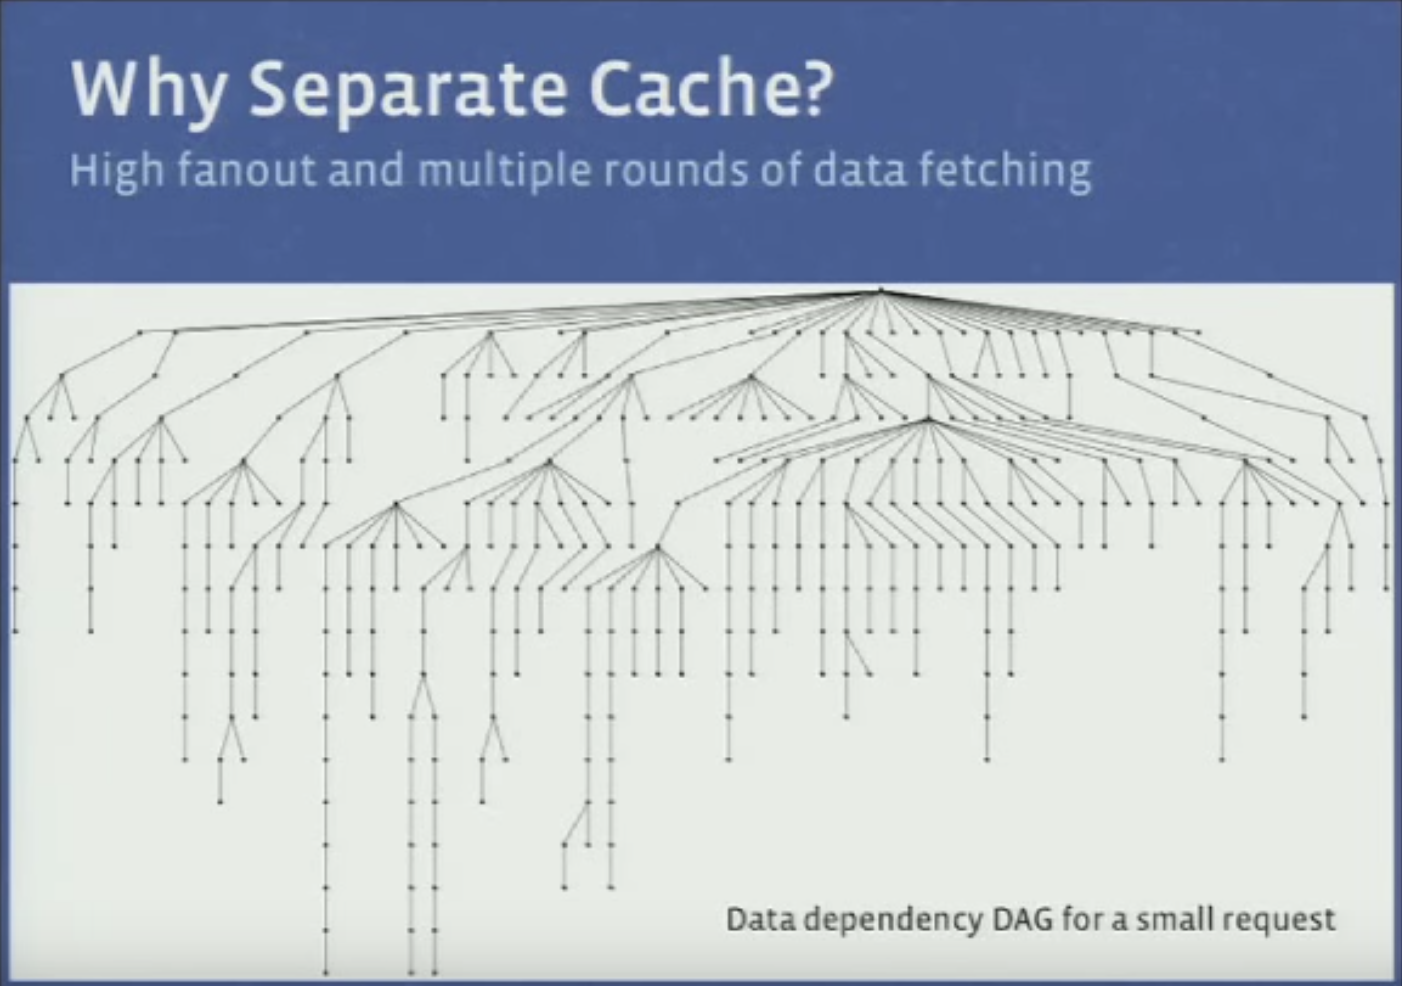 Why Separate Cache?
High fanout and multiple rounds of data fetching
Data dependency DAG for a small request